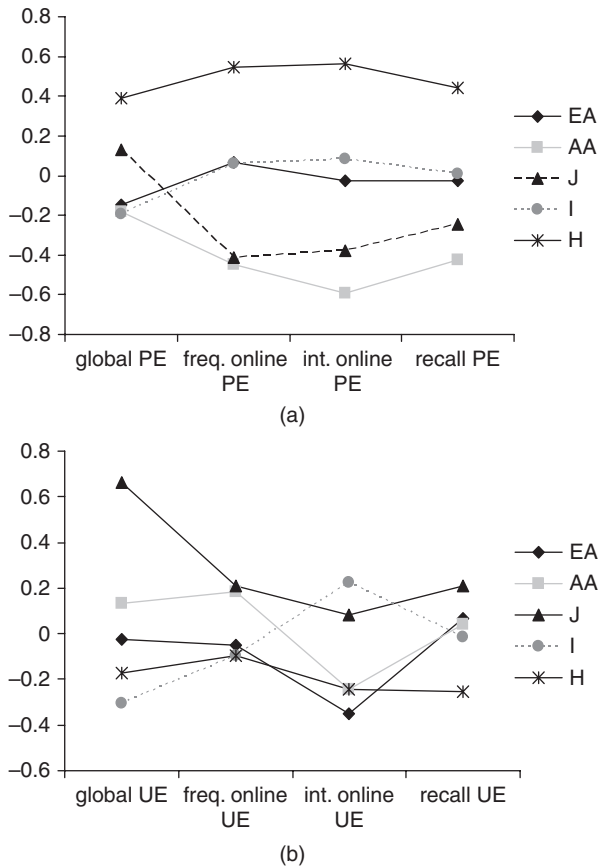 0.8
0.6
0.4
0.2
0
–0.2
–0.4
–0.6
–0.8
global PE freq. online int. online recall PE
PE PE
EA
AA
J
I
H
(a)
0.8
0.6
0.4
0.2
0
–0.2
–0.4
–0.6
global UE freq. online int. online recall UE
UE UE
EA
AA
J
I
H
(b)